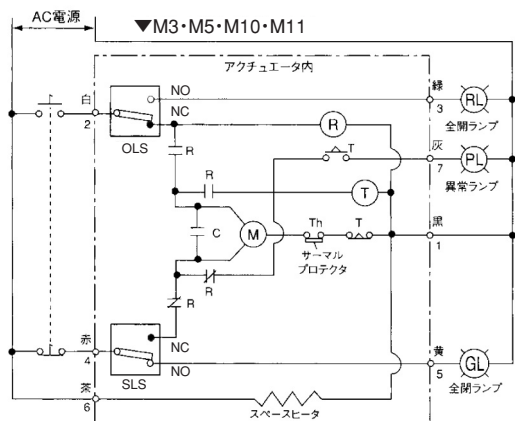 AC電源
▼M3・M5・M10・M11
アクチュエータ内
白
2
NO
NC
OLS
R
R
T
緑
3
RL
全開ランプ
灰
7
PL
異常ランプ
R
T
C
M
Th
T
サーマル
プロテクタ
黒
1
R
R
赤
4
NC
NO
SLS
黄
5
GL
全閉ランプ
茶
6
スペースヒータ